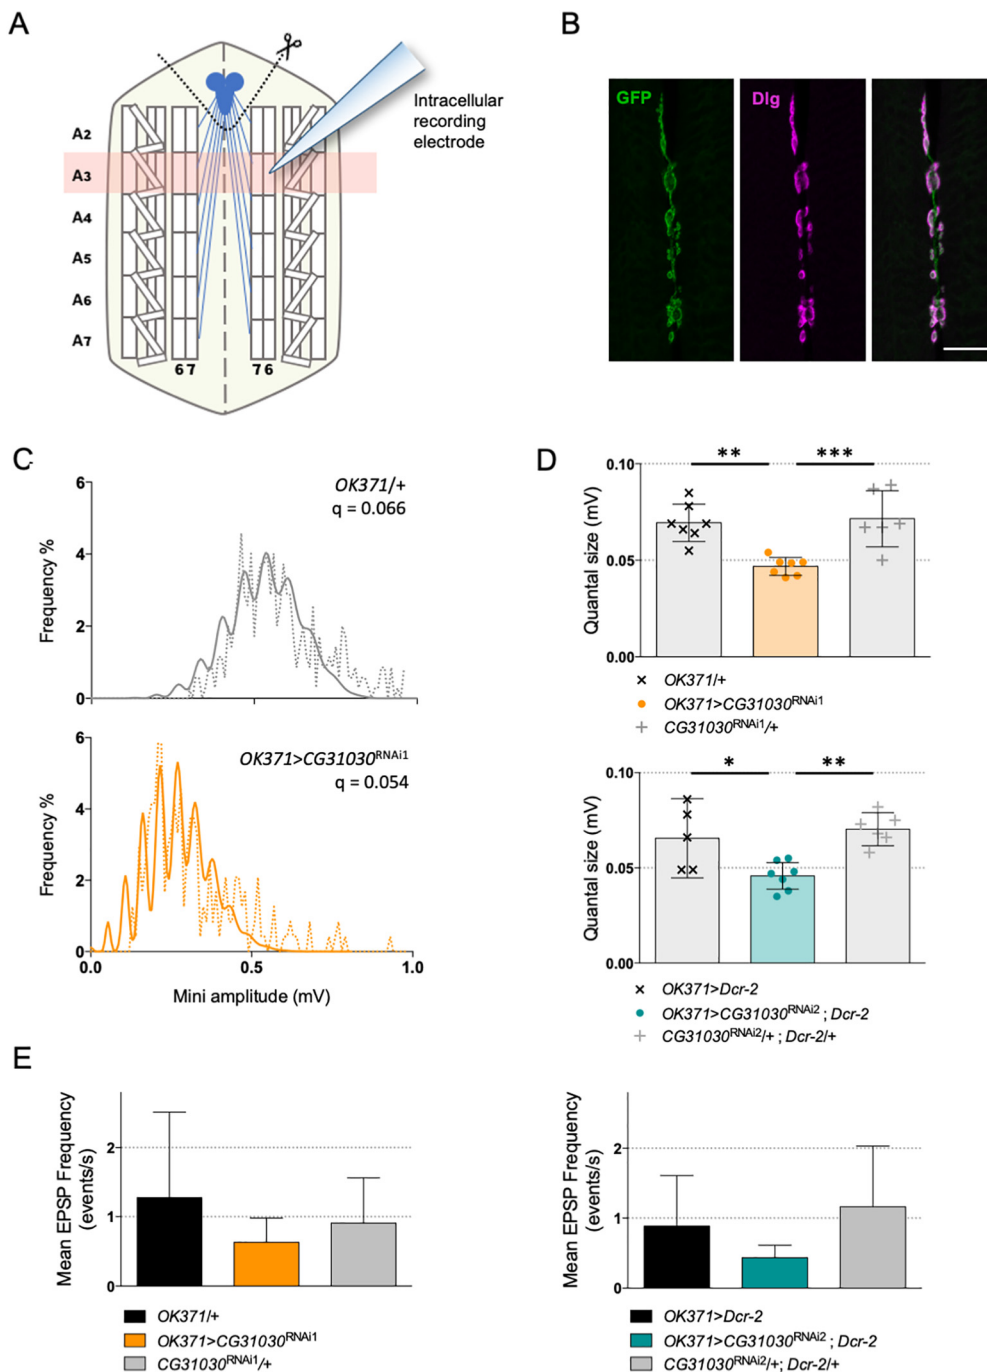 A
Intracellular
recording
electrode
A2
A3
A4
A5
A6
A7
6 7
7 6
B
GFP
Dlg
C
Frequency %
6
4
2
0
OK371/+
q = 0.066
Frequency %
6
4
2
0
OK371>CG31030RNAi1
q = 0.054
0.0
0.5
1.0
Mini amplitude (mV)
D
Quantal size (mV)
0.10
0.05
0.00
**
***
× OK371/+
OK371>CG31030RNAi1
+ CG31030RNAi1/+
Quantal size (mV)
0.10
0.05
0.00
*
**
× OK371>Dcr-2
OK371>CG31030RNAi2 ; Dcr-2
+ CG31030RNAi2/+ ; Dcr-2/+
E
Mean EPSP Frequency
(events/s)
2
1
0
OK371/+
OK371>CG31030RNAi1
CG31030RNAi1/+
Mean EPSP Frequency
(events/s)
2
1
0
OK371>Dcr-2
OK371>CG31030RNAi2 ; Dcr-2
CG31030RNAi2/+; Dcr-2/+